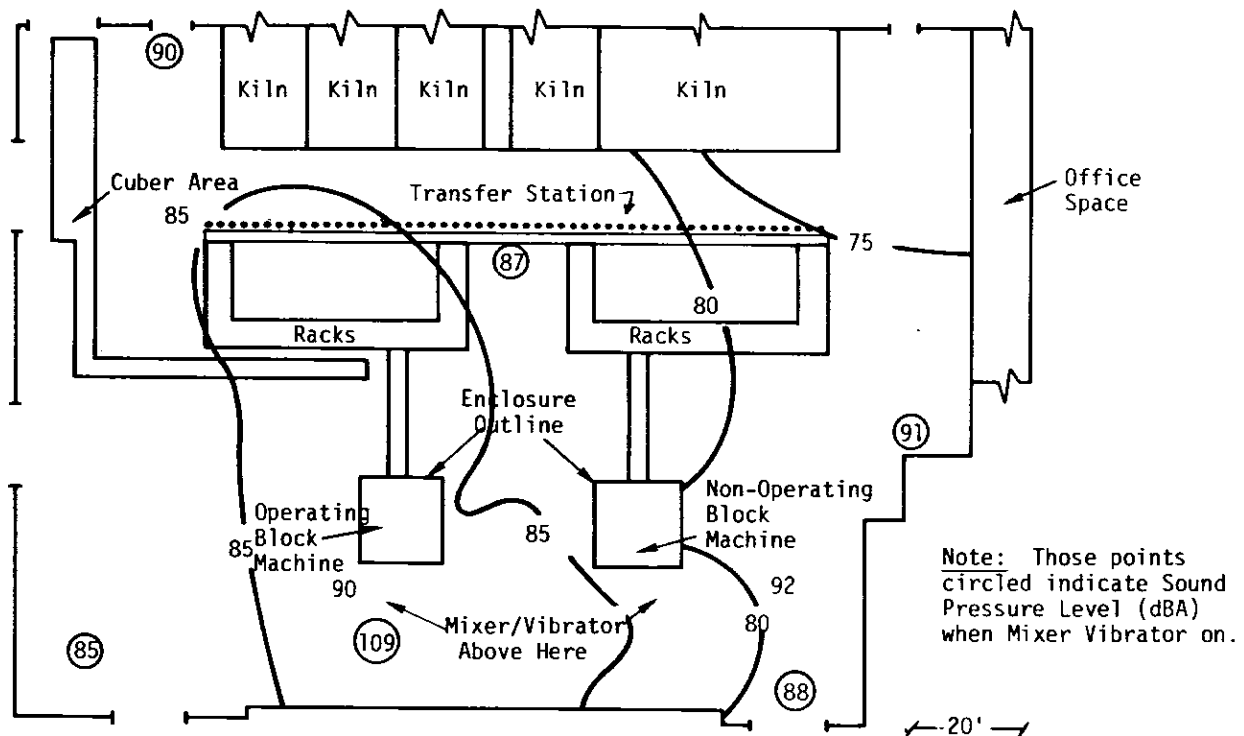 90
Kiln
Kiln
Kiln
Kiln
Kiln
Cuber Area
Transfer Station
Office
Space
85
75
87
80
Racks
Racks
Enclosure
Outline
91
Operating
Block
Machine
Non-Operating
Block
Machine
85
85
90
92
80
109
Mixer/Vibrator
Above Here
85
88
Note: Those points
circled indicate Sound
Pressure Level (dBA)
when Mixer Vibrator on.
20'